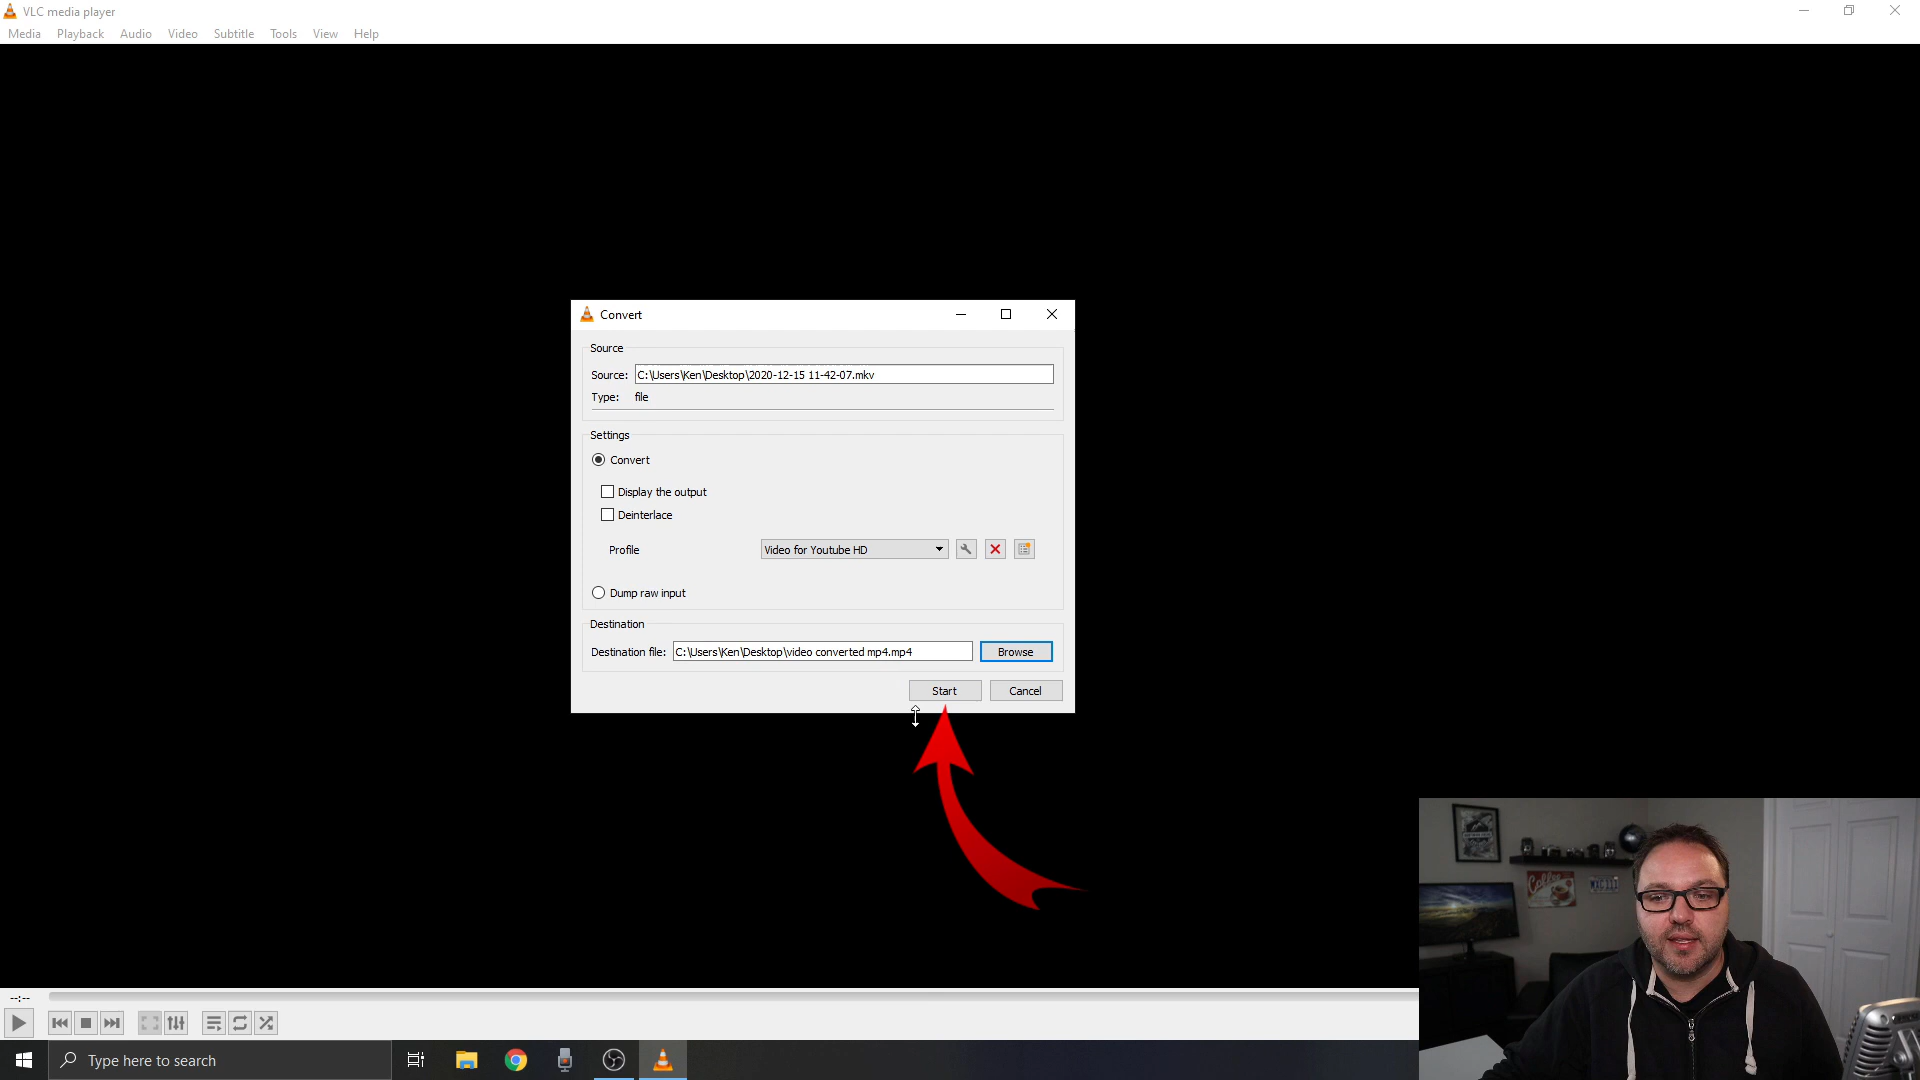 VLC media player
Media Playback Audio Video Subtitle Tools View Help
Convert
Source
Source: C:\Users\Ken\Desktop\2020-12-15 11-42-07.mkv
Type: file
Settings
Convert
Display the output
Deinterlace
Profile Video for Youtube HD
Dump raw input
Destination
Destination file: C:\Users\Ken\Desktop\video converted mp4.mp4 Browse
Start Cancel
Coffee
--:--
Type here to search